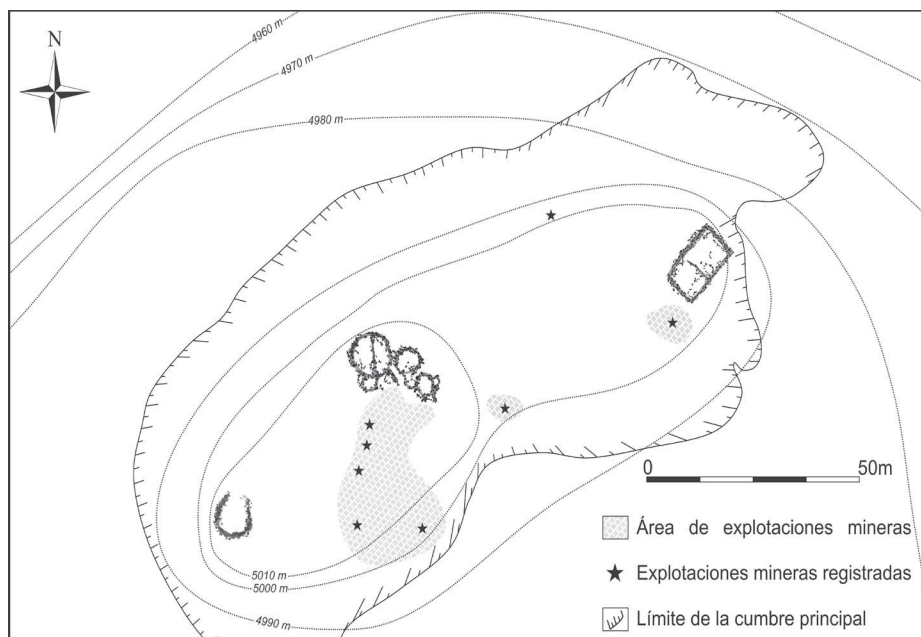 4960 m
N
4970 m
4980 m
0 50m
Área de explotaciones mineras
5010 m
Explotaciones mineras registradas
5000 m
4990 m
Límite de la cumbre principal